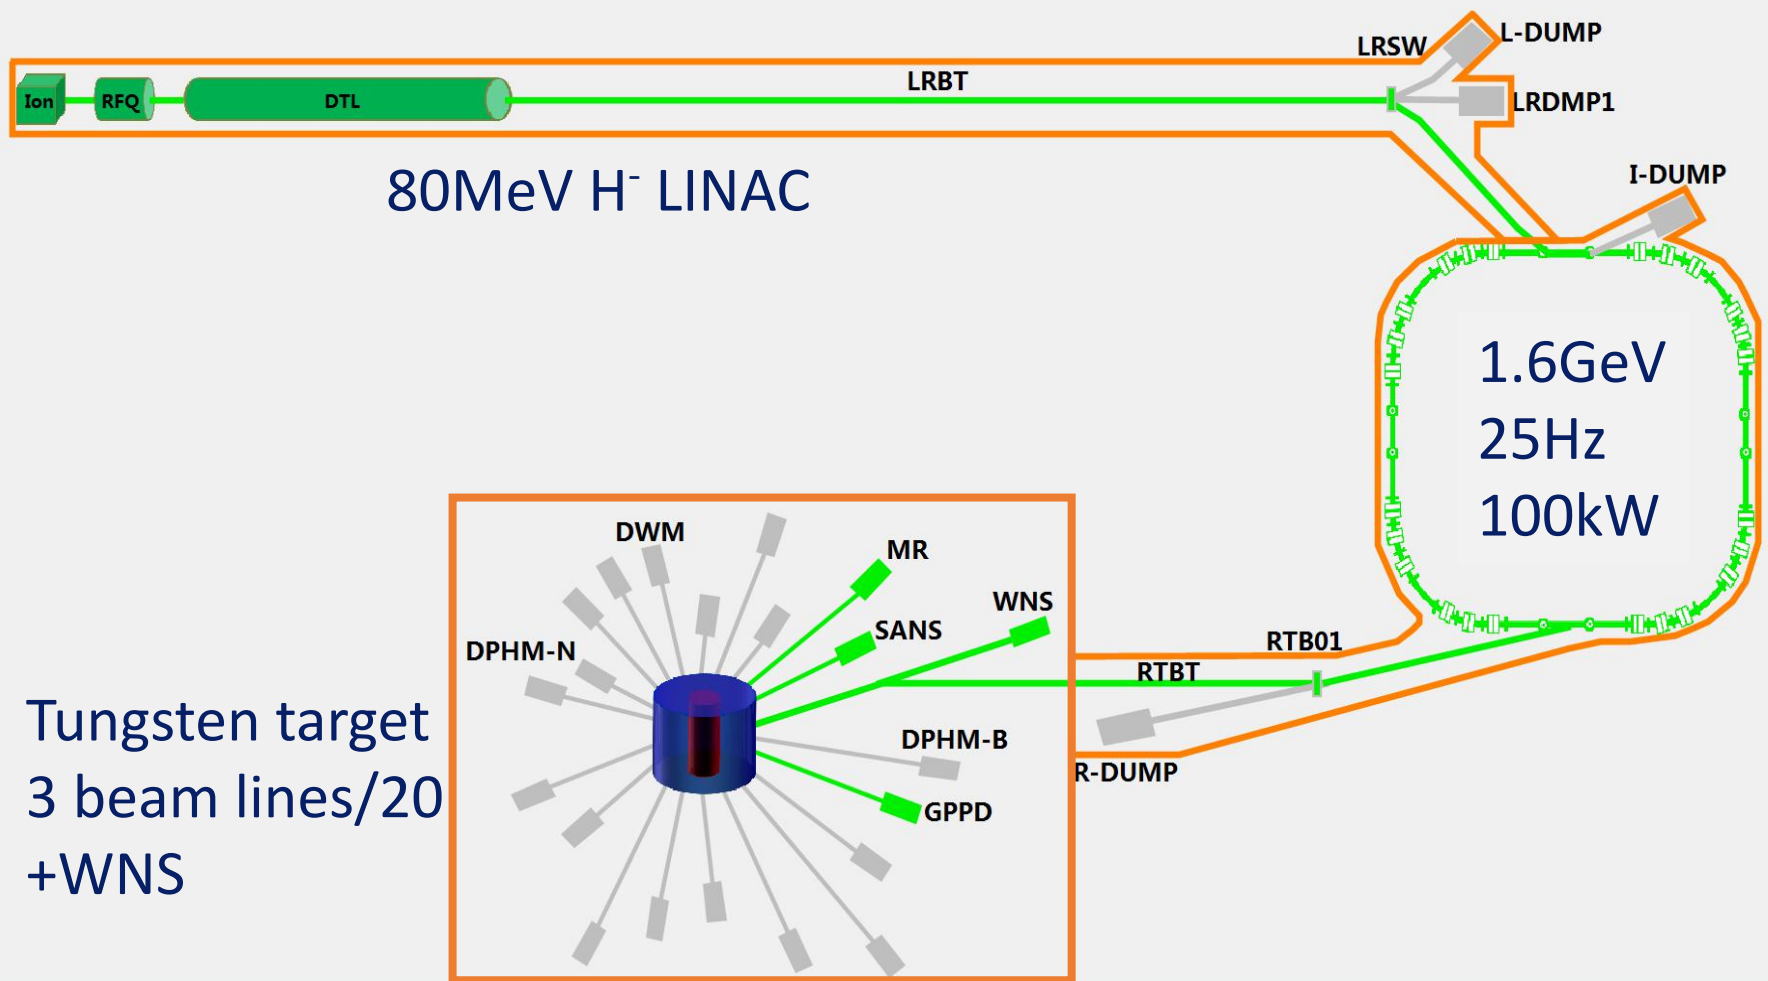 L-DUMP
LRSW
LRBT
Ion
RFQ
DTL
LRDMP1
80MeV H⁻ LINAC
I-DUMP
1.6GeV
25Hz
100kW
DWM
MR
WNS
SANS
RTB01
DPHM-N
RTBT
Tungsten target
3 beam lines/20
+WNS
DPHM-B
R-DUMP
GPPD